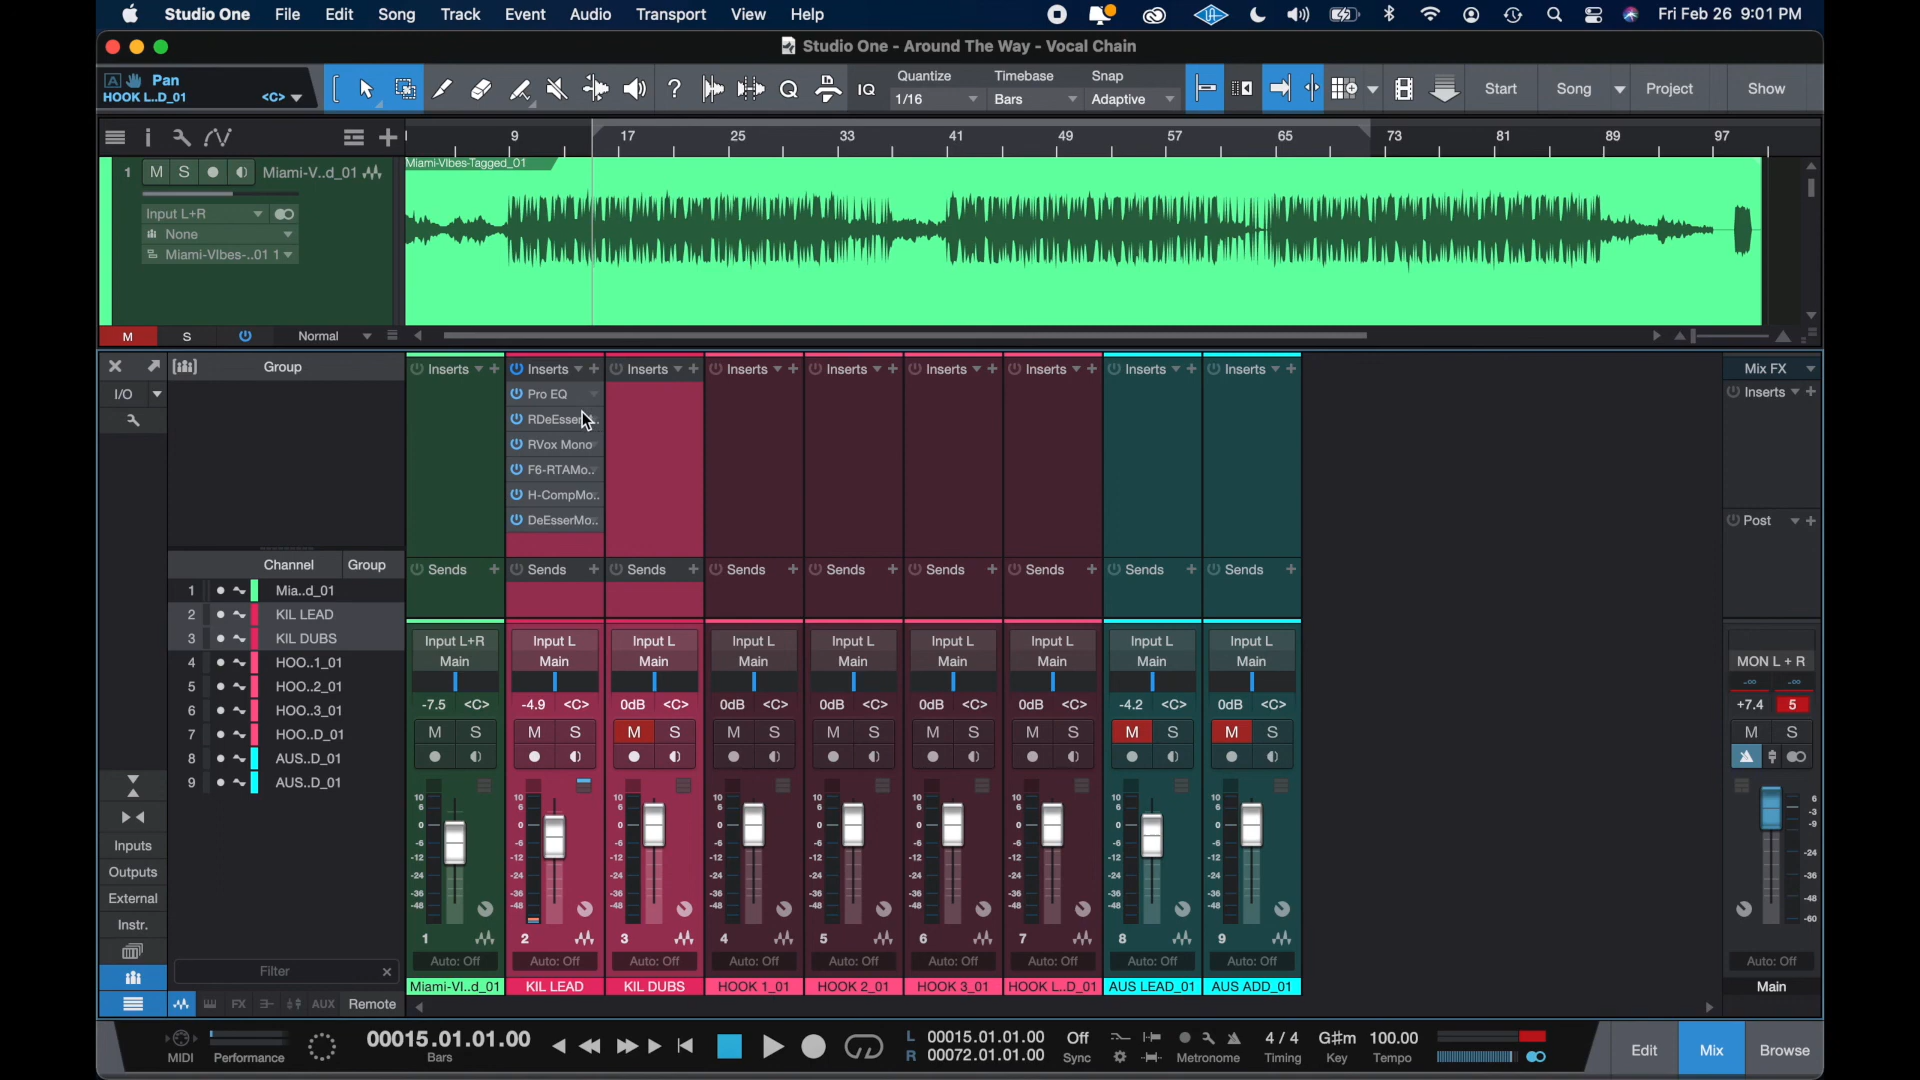 Studio One File Edit Song Track Event Audio Transport View Help Fri Feb 26 9:01 PM
Studio One - Around The Way - Vocal Chain
A Pan
HOOK L..D_01 <C>
Quantize Timebase Snap
1/16 Bars Adaptive
? Q IQ
Start Song Project Show
9 17 25 33 41 49 57 65 73 81 89 97
Miami-VIbes-Tagged_01
1 M S Miami-V..d_01
Input L+R
None
Miami-VIbes-..01 1
M S Normal
Group
I/O
Inserts Inserts Inserts Inserts Inserts Inserts Inserts Inserts Inserts
Pro EQ
RDeEsser
RVox Mono
F6-RTAMo..
H-CompMo..
DeEsserMo..
Mix FX
Inserts
Post
Channel Group
1 Mia..d_01
2 KIL LEAD
3 KIL DUBS
4 HOO..1_01
5 HOO..2_01
6 HOO..3_01
7 HOO..D_01
8 AUS..D_01
9 AUS..D_01
Inputs
Outputs
External
Instr.
Filter
FX AUX Remote
Sends Sends Sends Sends Sends Sends Sends Sends Sends
Input L+R Input L Input L Input L Input L Input L Input L Input L Input L
Main Main Main Main Main Main Main Main Main MON L + R
-7.5 <C> -4.9 <C> 0dB <C> 0dB <C> 0dB <C> 0dB <C> 0dB <C> -4.2 <C> 0dB <C> +7.4 5
M S M S M S M S M S M S M S M S M S M S
10 10 10 10 10 10 10 10 10
6 6 6 6 6 6 6 6 6 6
0 0 0 0 0 0 0 0 0 -3
-6 -6 -6 -6 -6 -6 -6 -6 -6 -9
-12 -12 -12 -12 -12 -12 -12 -12 -12 -24
-24 -24 -24 -24 -24 -24 -24 -24 -24 -36
-36 -36 -36 -36 -36 -36 -36 -36 -36 -48
-48 -48 -48 -48 -48 -48 -48 -48 -48 -60
1 2 3 4 5 6 7 8 9
Auto: Off Auto: Off Auto: Off Auto: Off Auto: Off Auto: Off Auto: Off Auto: Off Auto: Off Auto: Off
Miami-VI..d_01 KIL LEAD KIL DUBS HOOK 1_01 HOOK 2_01 HOOK 3_01 HOOK L..D_01 AUS LEAD_01 AUS ADD_01 Main
MIDI Performance
00015.01.01.00
Bars
L 00015.01.01.00
R 00072.01.01.00
Off
Sync
Metronome
4 / 4
Timing
G#m
Key
100.00
Tempo
Edit Mix Browse